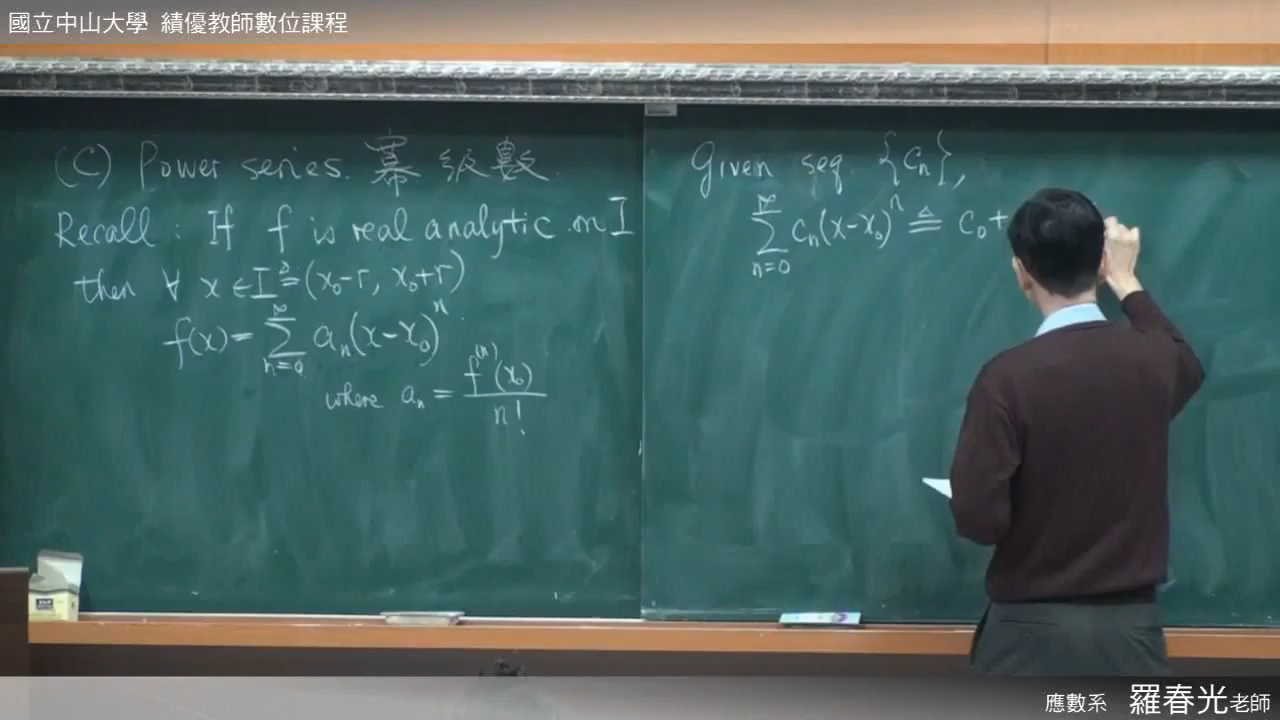 國立中山大學 績優教師數位課程
(C) Power series. 冪級數.
Recall : If f is real analytic on I
then ∀ x ∈ I ≜ (x₀-r, x₀+r)
f(x) = ∑_{n=0}^{∞} aₙ(x-x₀)ⁿ.
where aₙ = f⁽ⁿ⁾(x₀)/n!
Given seq. {cₙ},
∑_{n=0}^{∞} cₙ(x-x₀)ⁿ ≜ c₀+
應數系 羅春光老師